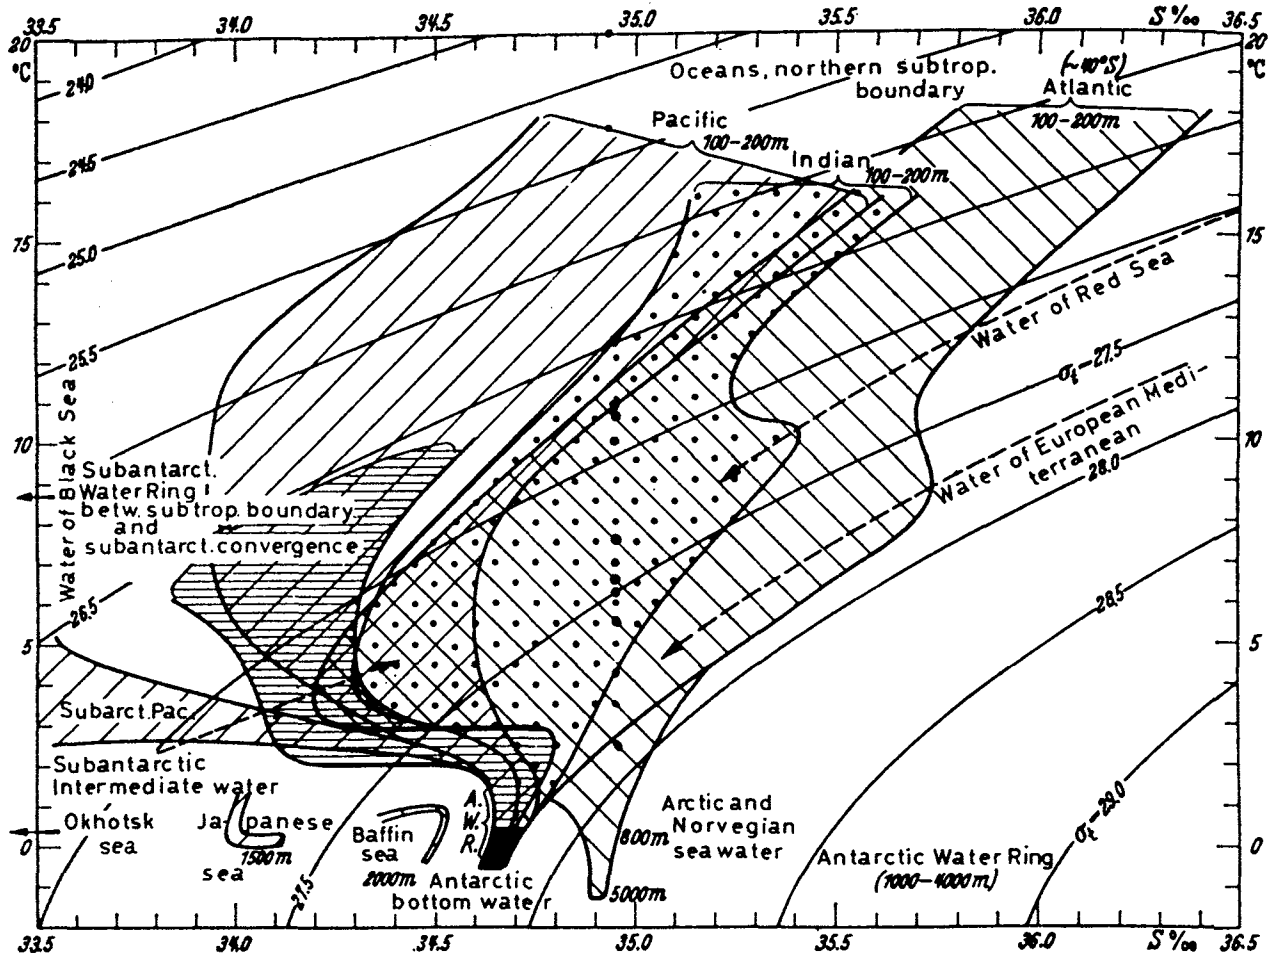 33.5 34.0 34.5 35.0 35.5 36.0 S‰ 36.5
20 20
°C °C
(~40°S)
Oceans, northern subtrop.
boundary
Atlantic
100-200m
Pacific
100-200m
Indian
100-200m
24.0
24.5
25.0
25.5
26.5
15 15
10 10
5 5
0 0
Water of Black Sea
Water of Red Sea
σt 27.5
Water of European Medi-
terranean
28.0
28.5
σt 29.0
27.5
Subantarct.
Water Ring
betw. subtrop. boundary
and
subantarct. convergence
Subarct. Pac.
Subantarctic
Intermediate water
Okhotsk
sea
Japanese
1500m
sea
Baffin
sea
2000m
A.
W.
R.
Antarctic
bottom water
800m
5000m
Arctic and
Norvegian
sea water
Antarctic Water Ring
(1000-4000m)
33.5 34.0 34.5 35.0 35.5 36.0 S‰ 36.5